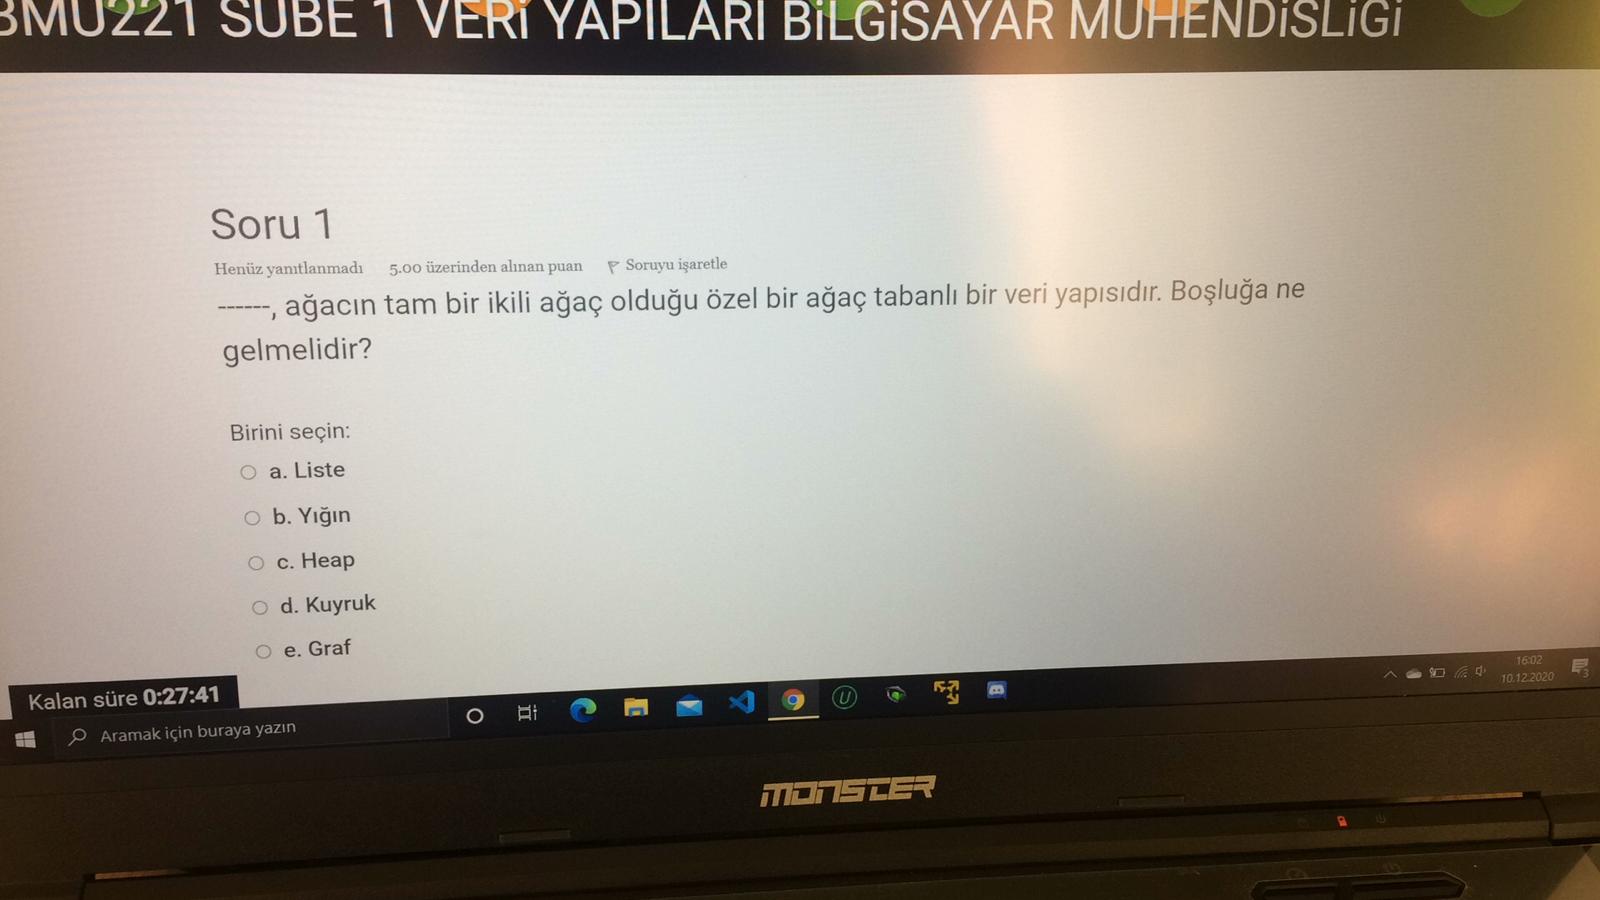 BMU221 ŞUBE 1 VERİ YAPILARI BİLGİSAYAR MÜHENDİSLİĞİ
Soru 1
Henüz yanıtlanmadı 5.00 üzerinden alınan puan Soruyu işaretle
------, ağacın tam bir ikili ağaç olduğu özel bir ağaç tabanlı bir veri yapısıdır. Boşluğa ne
gelmelidir?
Birini seçin:
a. Liste
b. Yığın
c. Heap
d. Kuyruk
e. Graf
Kalan süre 0:27:41
Aramak için buraya yazın
16:02
10.12.2020
3
MONSTER